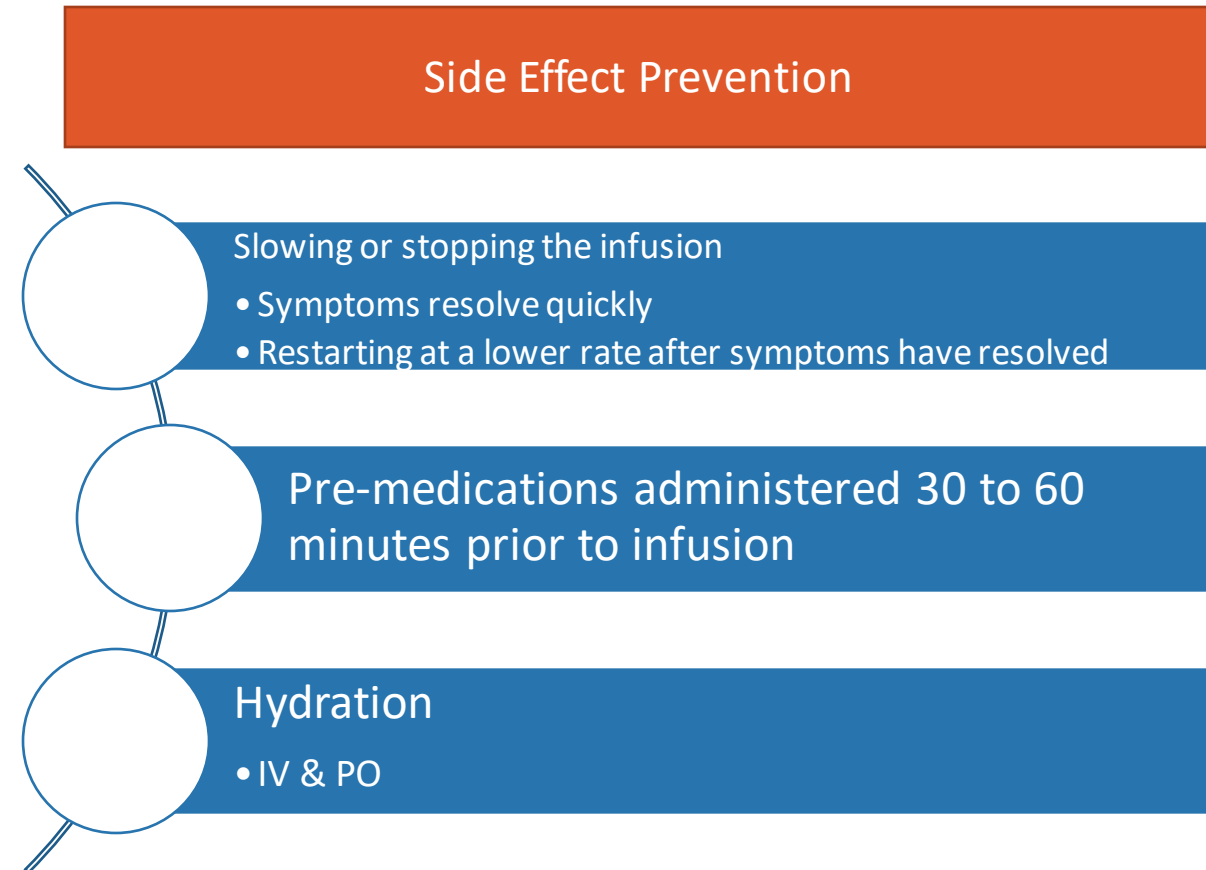 Side Effect Prevention
Slowing or stopping the infusion
• Symptoms resolve quickly
• Restarting at a lower rate after symptoms have resolved
Pre-medications administered 30 to 60
minutes prior to infusion
Hydration
• IV & PO